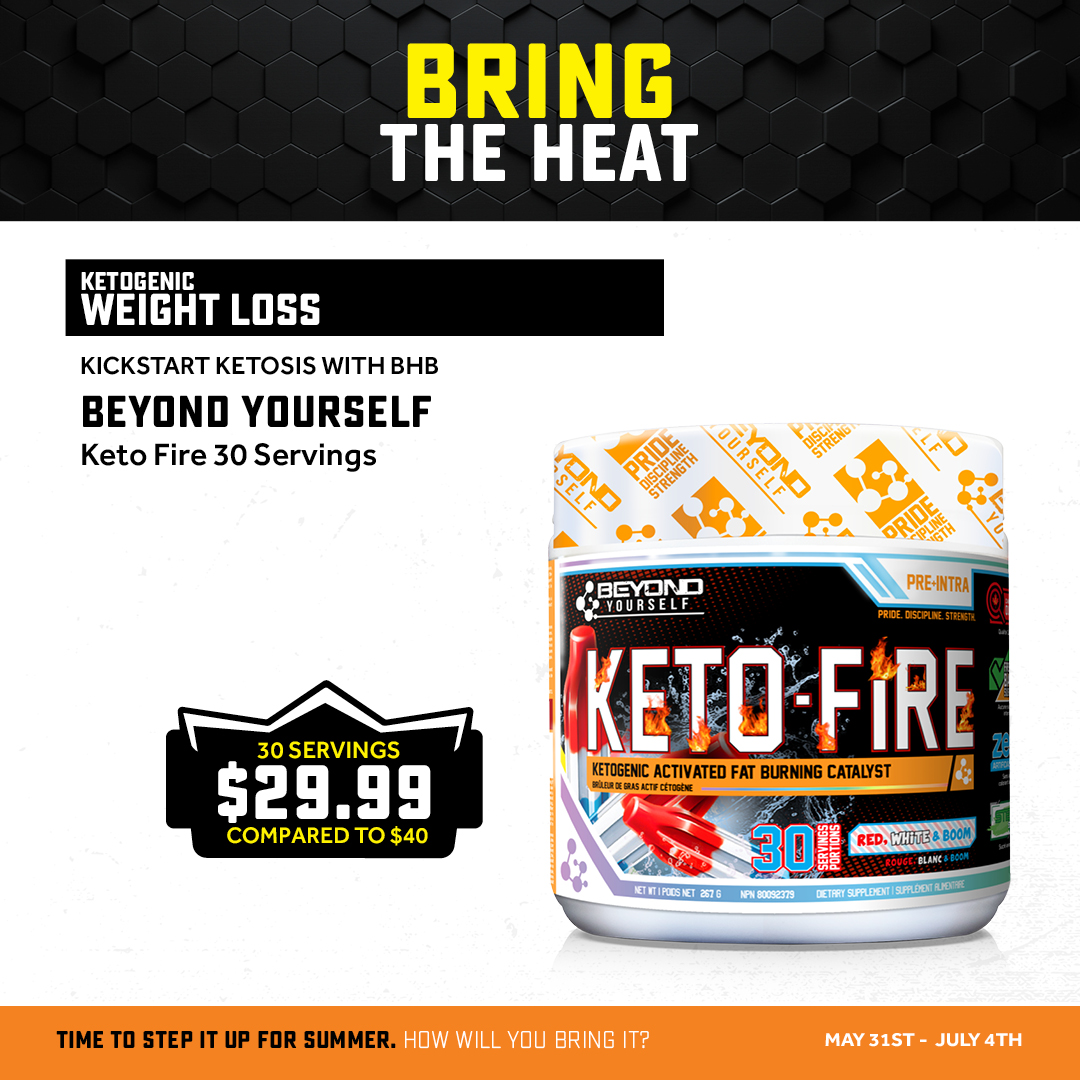 BRING
THE HEAT
KETOGENIC
WEIGHT LOSS
KICKSTART KETOSIS WITH BHB
BEYOND YOURSELF
Keto Fire 30 Servings
30 SERVINGS
$29.99
COMPARED TO $40
PRIDE
DISCIPLINE
STRENGTH
BEYOND
YOURSELF
PRE+INTRA
PRIDE. DISCIPLINE. STRENGTH.
KETO·FIRE
KETOGENIC ACTIVATED FAT BURNING CATALYST
BRÛLEUR DE GRAS ACTIF CÉTOGÈNE
30 SERVINGS PORTIONS
RED, WHITE & BOOM
ROUGE, BLANC & BOOM
NET WT | POIDS NET 267 G NPN 80092379 DIETARY SUPPLEMENT | SUPPLÉMENT ALIMENTAIRE
TIME TO STEP IT UP FOR SUMMER. HOW WILL YOU BRING IT?
MAY 31ST - JULY 4TH